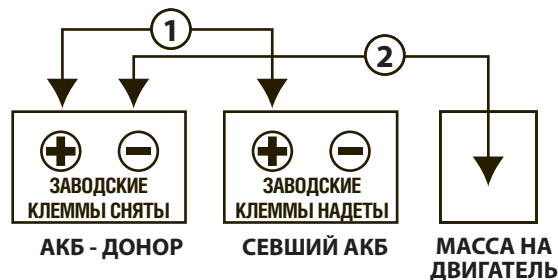 1
2
ЗАВОДСКИЕ
КЛЕММЫ СНЯТЫ
ЗАВОДСКИЕ
КЛЕММЫ НАДЕТЫ
АКБ - ДОНОР
СЕВШИЙ АКБ
МАССА НА
ДВИГАТЕЛЬ